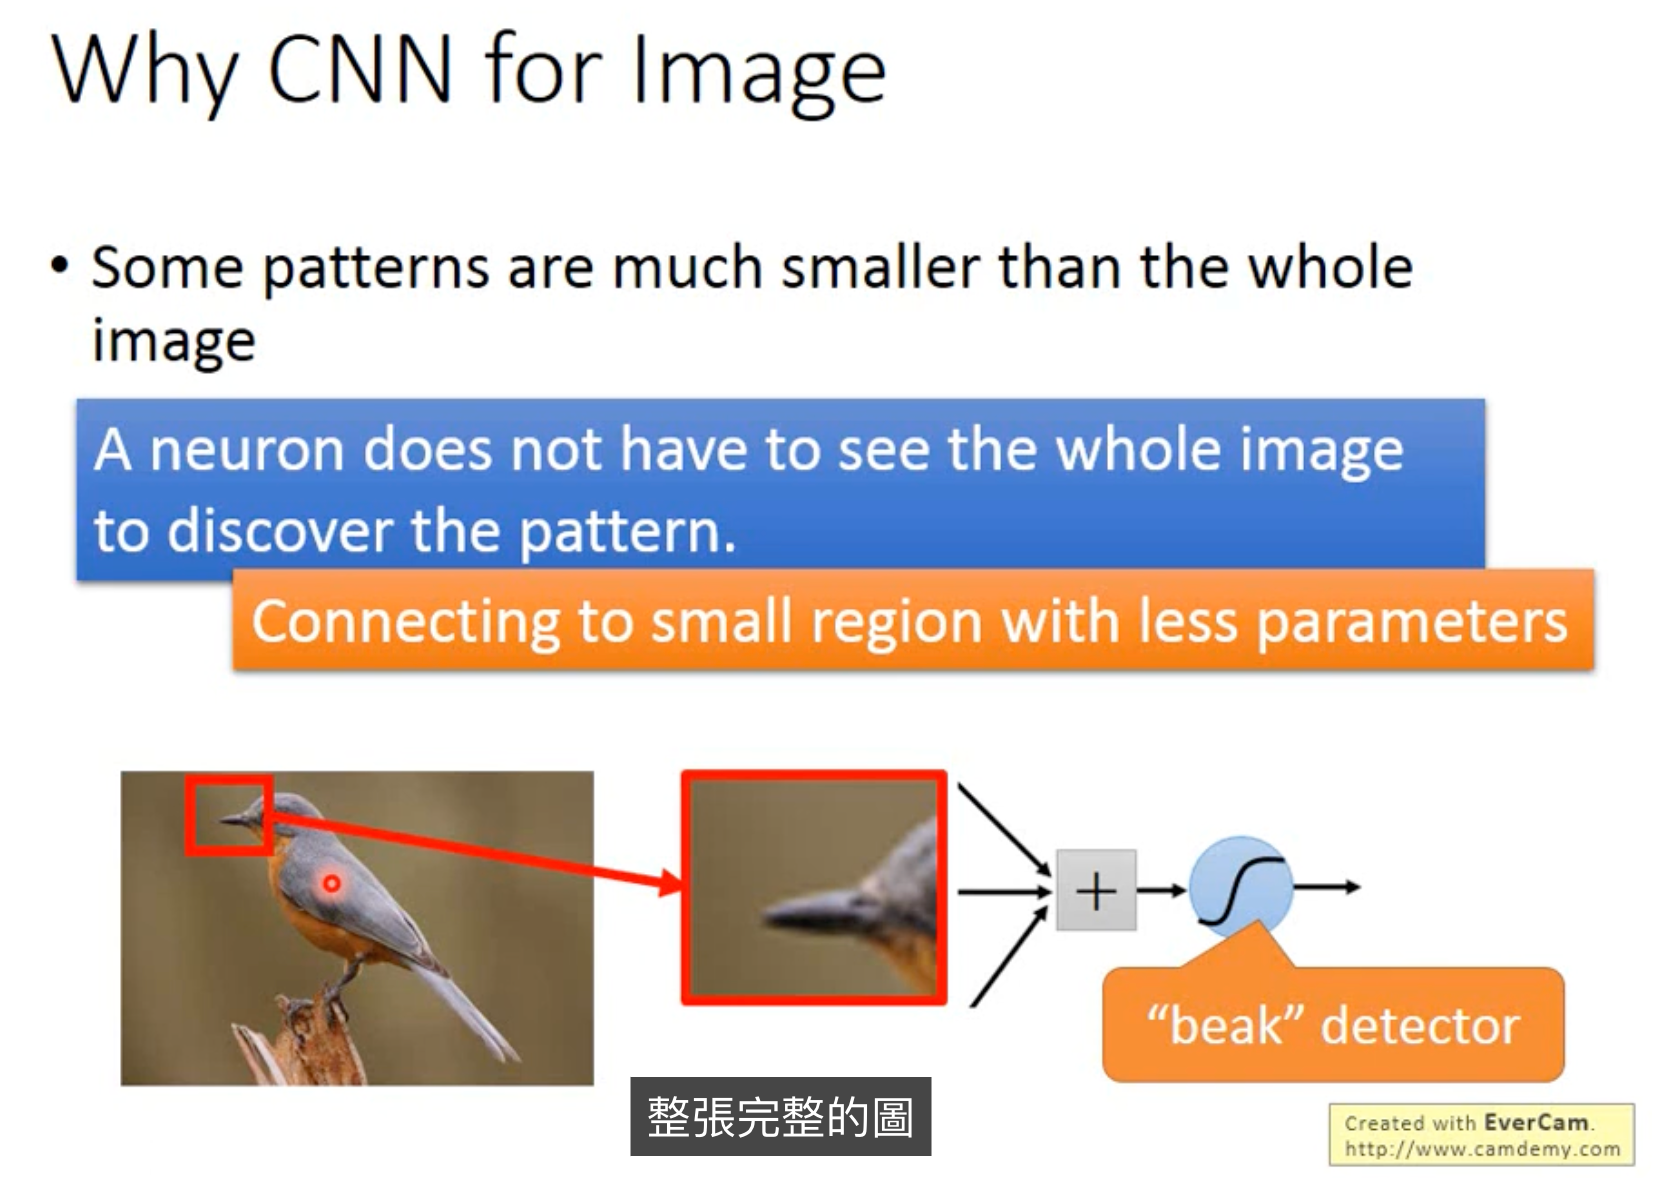 Why CNN for Image
• Some patterns are much smaller than the whole
image
A neuron does not have to see the whole image
to discover the pattern.
Connecting to small region with less parameters
+
“beak” detector
整張完整的圖
Created with EverCam.
http://www.camdemy.com